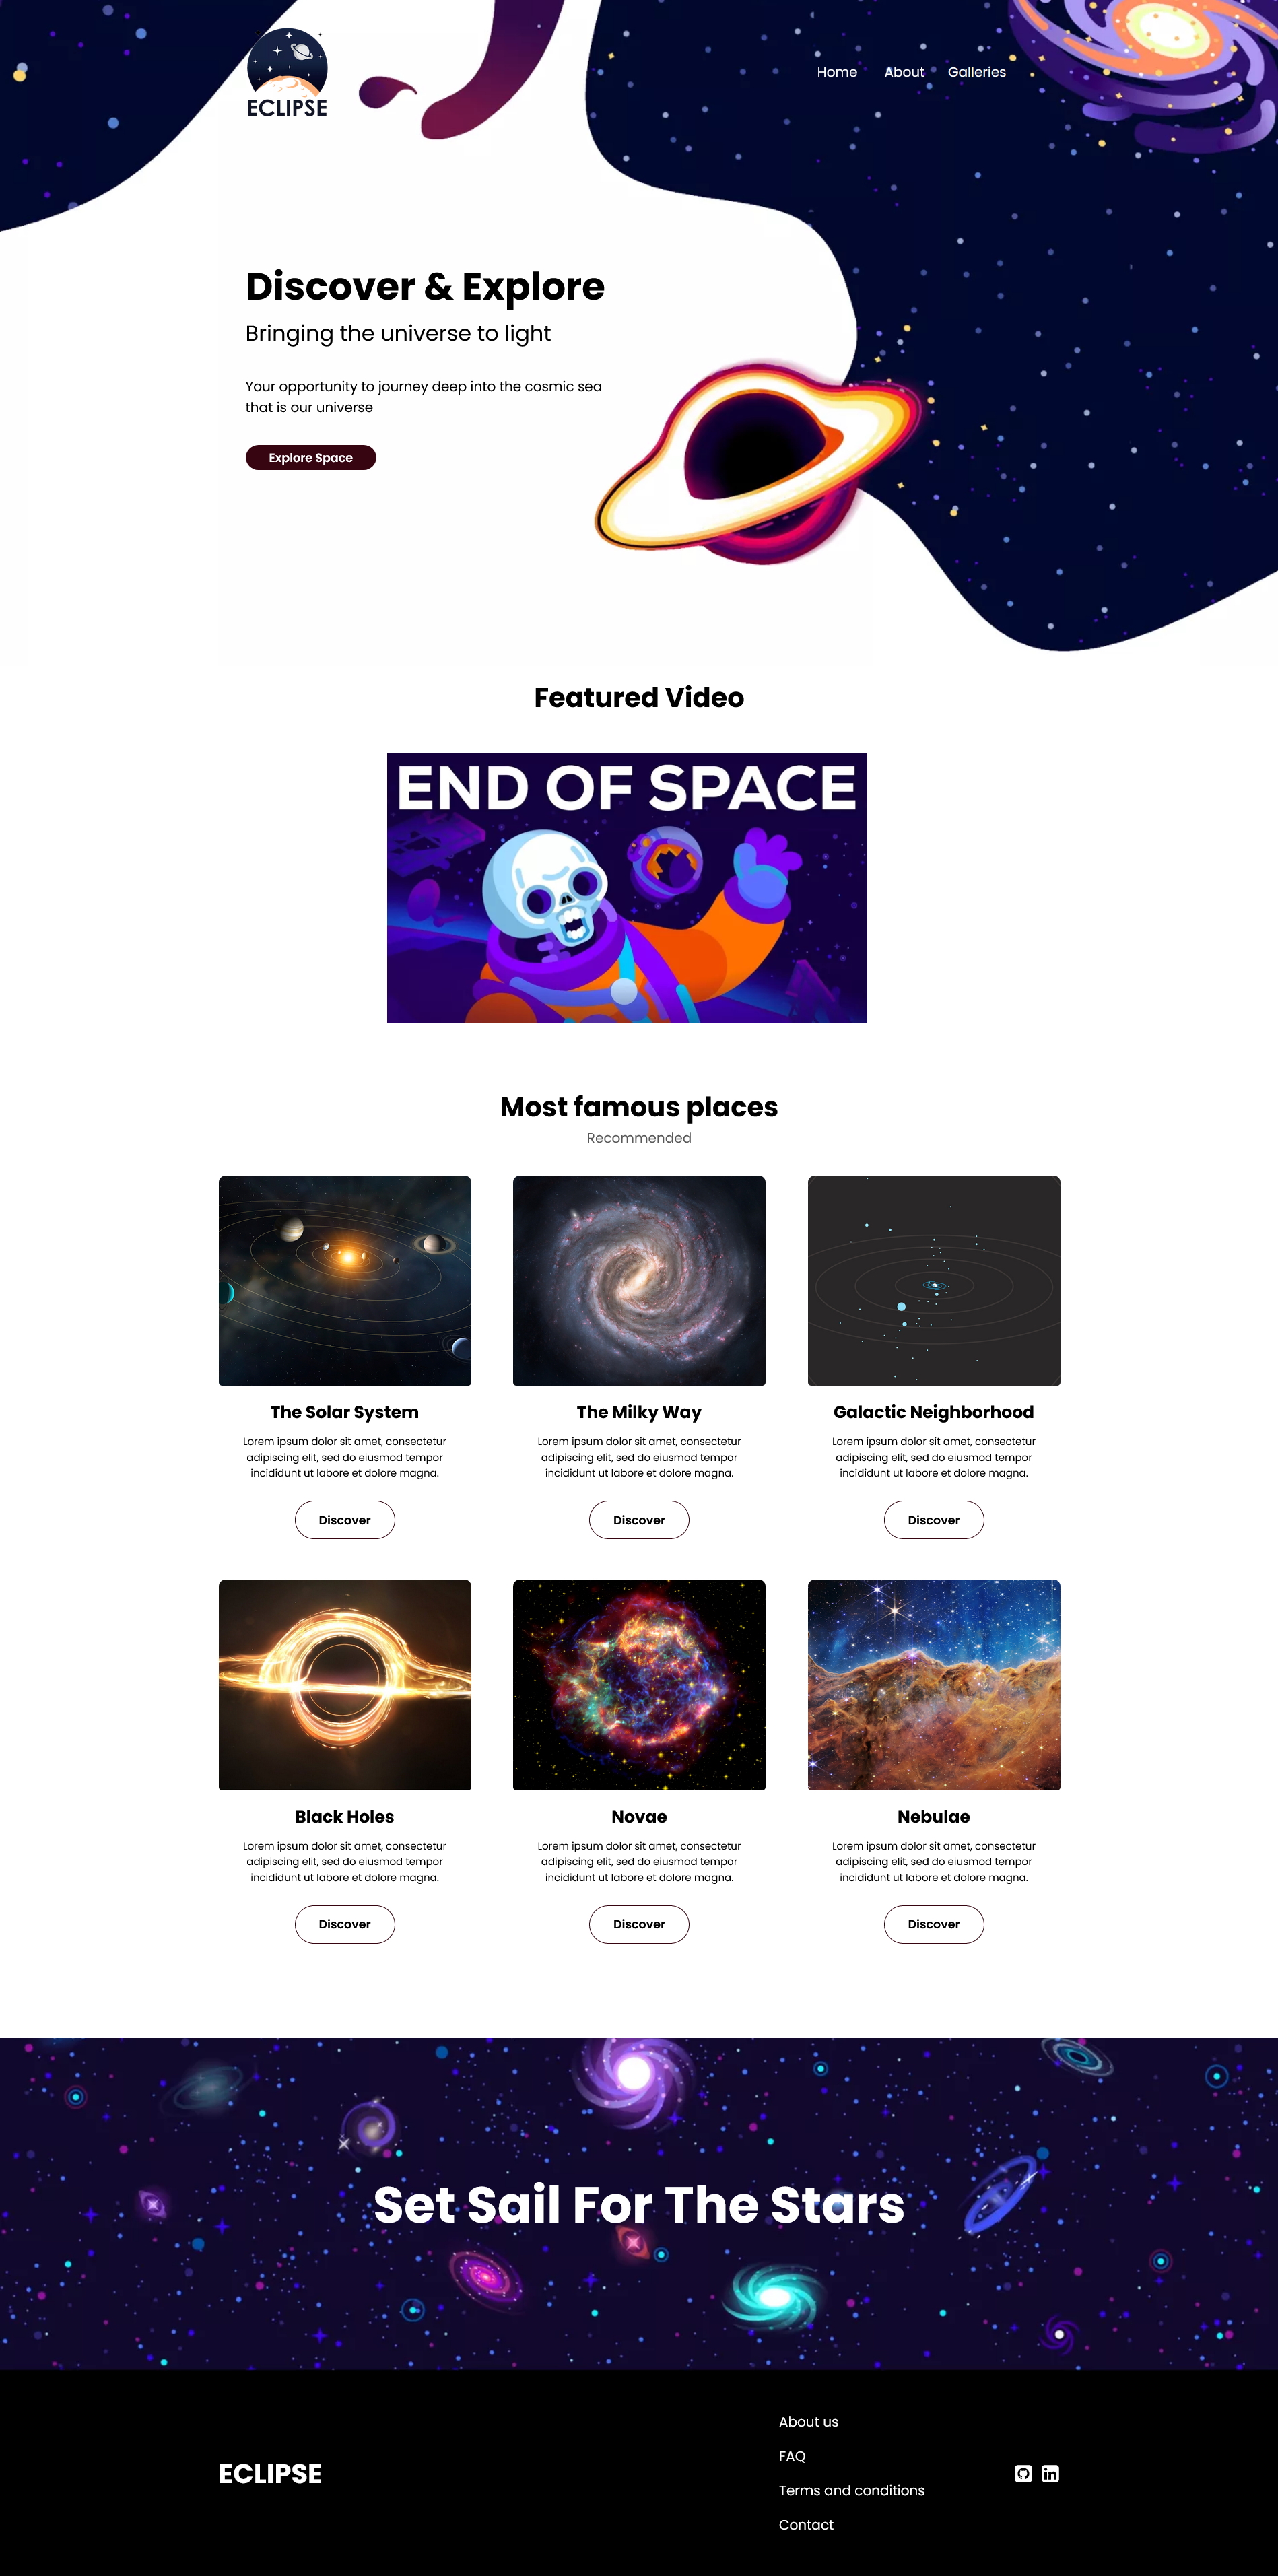 ECLIPSE
Home About Galleries
Discover & Explore
Bringing the universe to light
Your opportunity to journey deep into the cosmic sea
that is our universe
Explore Space
Featured Video
END OF SPACE
Most famous places
Recommended
The Solar System
Lorem ipsum dolor sit amet, consectetur
adipiscing elit, sed do eiusmod tempor
incididunt ut labore et dolore magna.
Discover
The Milky Way
Lorem ipsum dolor sit amet, consectetur
adipiscing elit, sed do eiusmod tempor
incididunt ut labore et dolore magna.
Discover
Galactic Neighborhood
Lorem ipsum dolor sit amet, consectetur
adipiscing elit, sed do eiusmod tempor
incididunt ut labore et dolore magna.
Discover
Black Holes
Lorem ipsum dolor sit amet, consectetur
adipiscing elit, sed do eiusmod tempor
incididunt ut labore et dolore magna.
Discover
Novae
Lorem ipsum dolor sit amet, consectetur
adipiscing elit, sed do eiusmod tempor
incididunt ut labore et dolore magna.
Discover
Nebulae
Lorem ipsum dolor sit amet, consectetur
adipiscing elit, sed do eiusmod tempor
incididunt ut labore et dolore magna.
Discover
Set Sail For The Stars
ECLIPSE
About us
FAQ
Terms and conditions
Contact
in